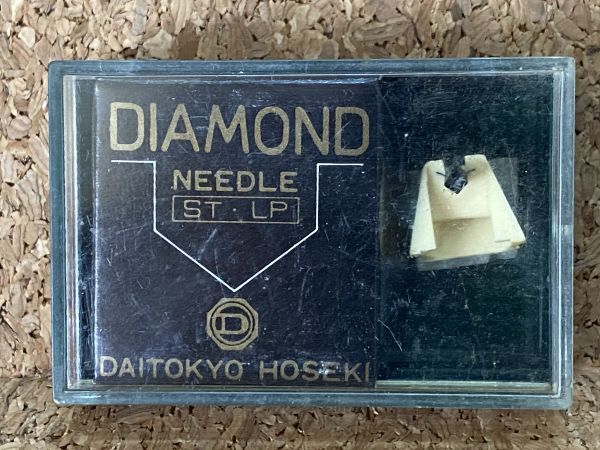 DIAMOND
NEEDLE
ST · LP
D
DAITOKYO HOSEKI